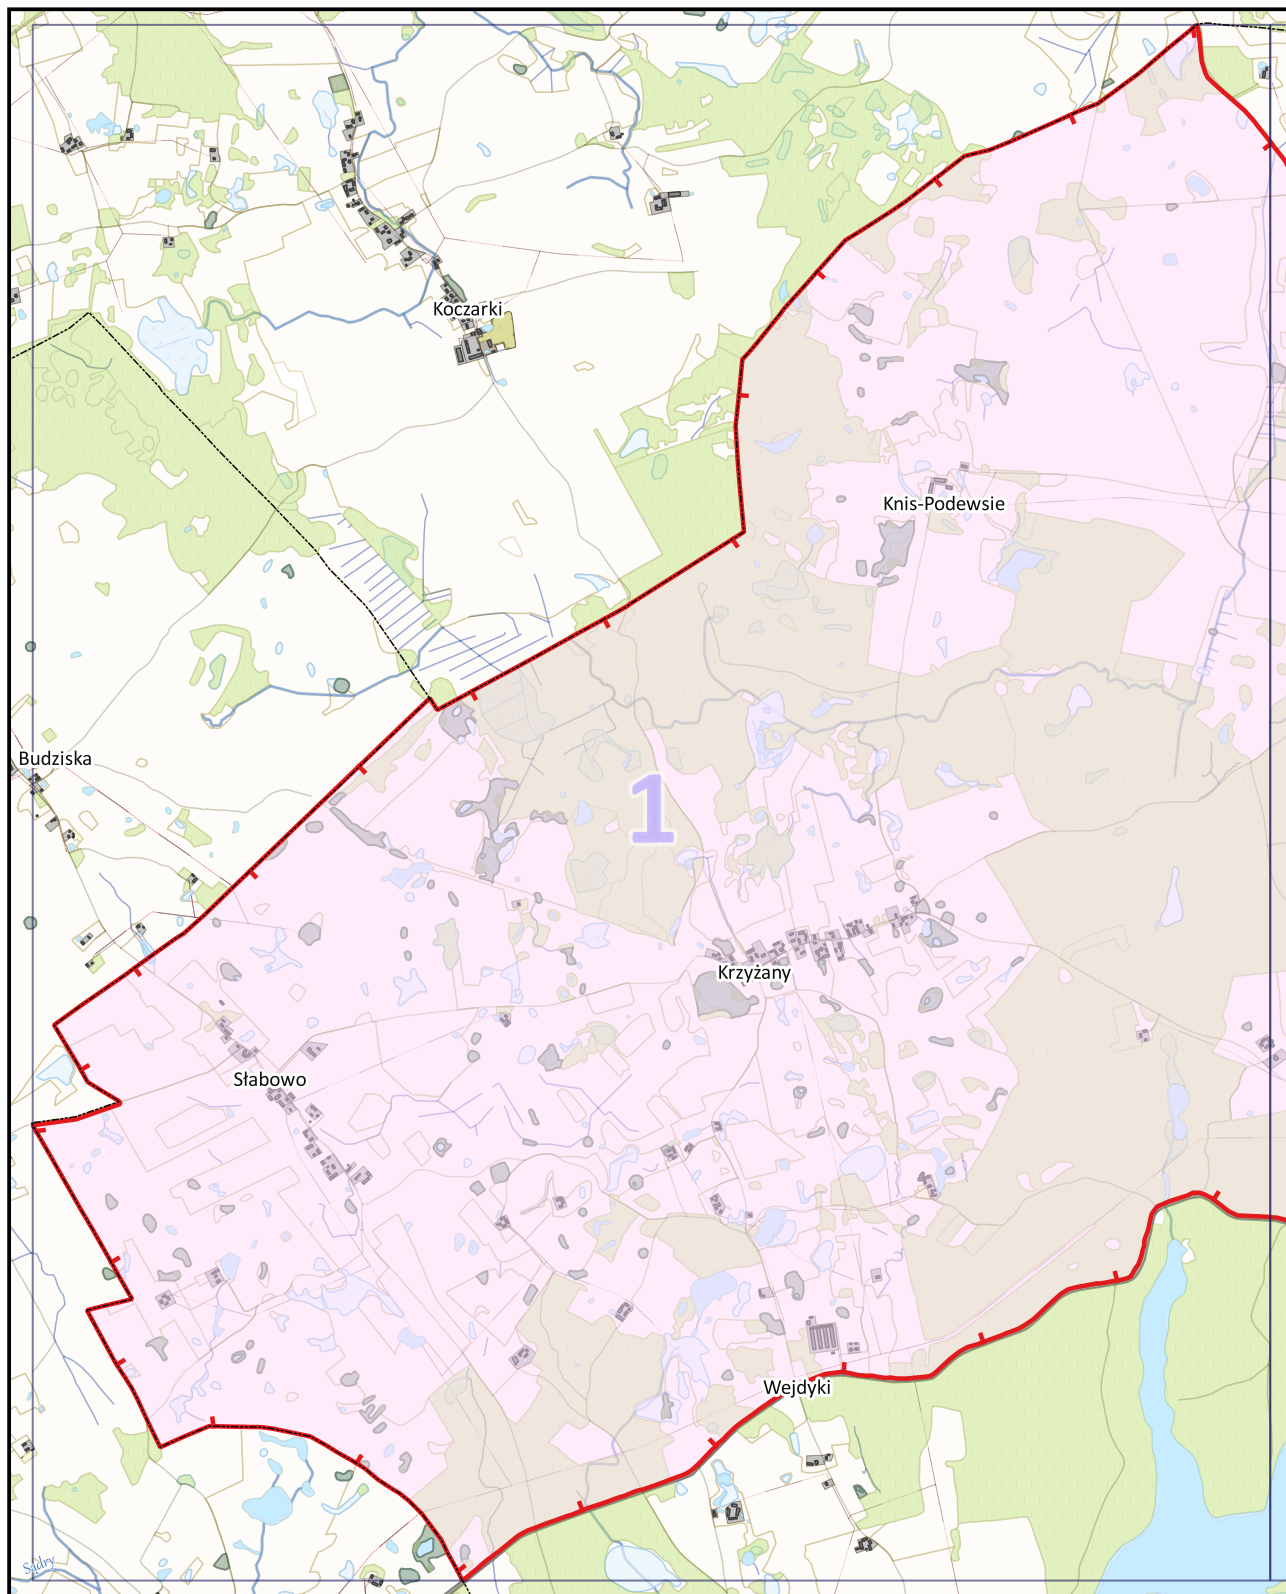 Koczarki
Knis-Podewsie
Budziska
1
Krzyżany
Słabowo
Wejdyki
Sądry